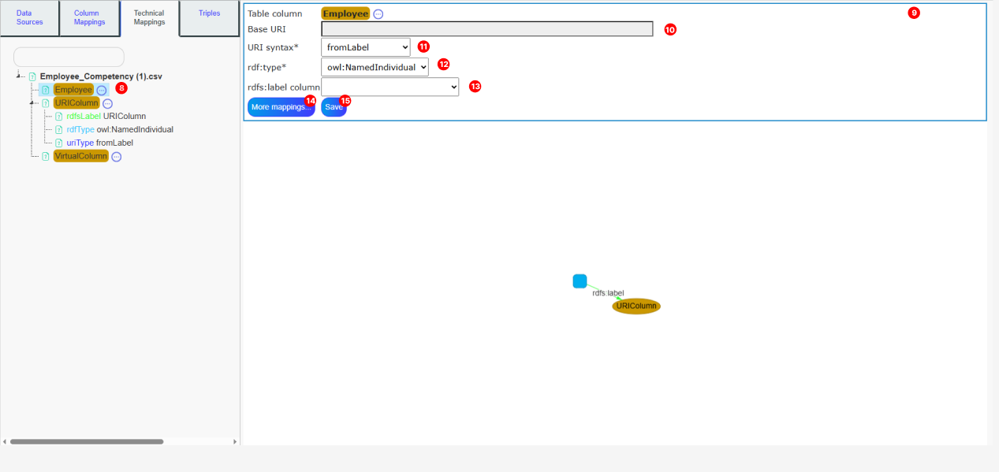 Data Sources
Column Mappings
Technical Mappings
Triples
Employee_Competency (1).csv
Employee 8
URIColumn
rdfsLabel URIColumn
rdfType owl:NamedIndividual
uriType fromLabel
VirtualColumn
Table column Employee 9
Base URI 10
URI syntax* fromLabel 11
rdf:type* owl:NamedIndividual 12
rdfs:label column 13
More mappings... 14 Save 15
rdfs:label
URIColumn